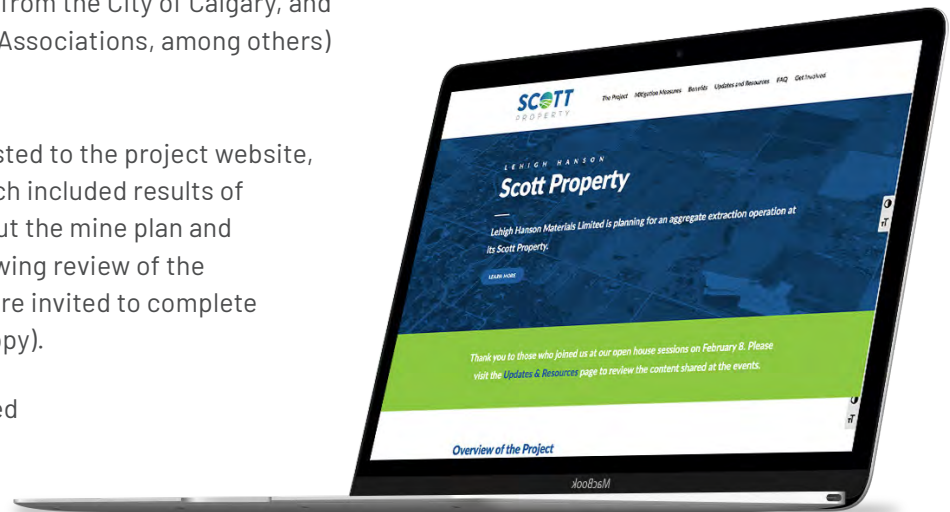 from the City of Calgary, and
Associations, among others)
sted to the project website,
ch included results of
ut the mine plan and
wing review of the
re invited to complete
opy).
ed
SCOTT
PROPERTY
The Project Mitigation Measures Benefits Updates and Resources FAQ Get Involved
LEHIGH HANSON
Scott Property
Lehigh Hanson Materials Limited is planning for an aggregate extraction operation at
its Scott Property.
LEARN MORE
Thank you to those who joined us at our open house sessions on February 8. Please
visit the Updates & Resources page to review the content shared at the events.
Overview of the Project
MacBook